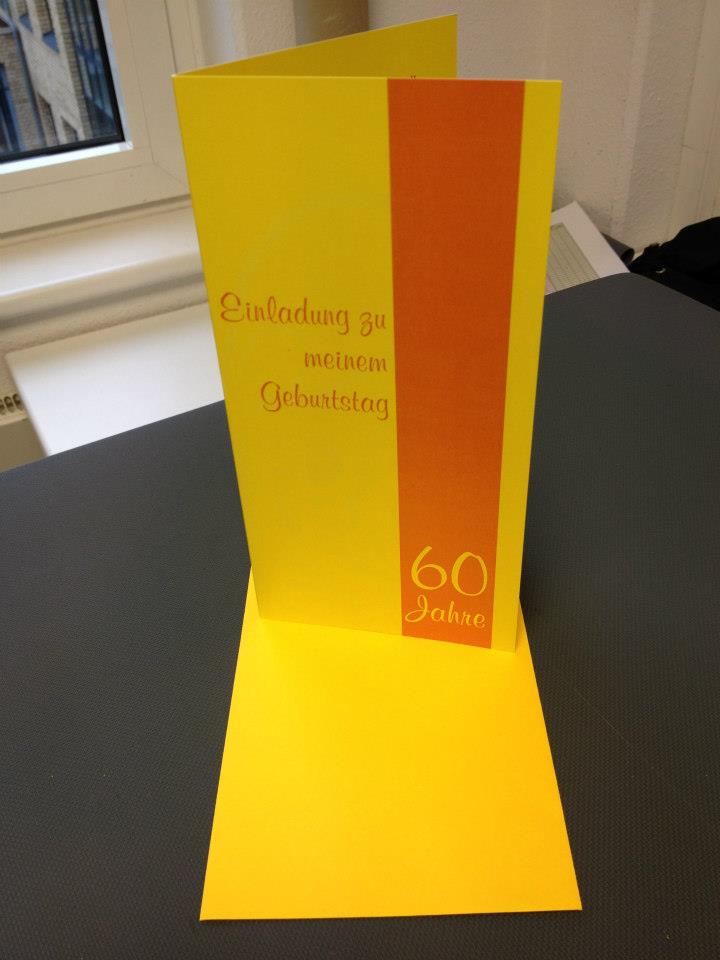 Einladung zu
meinem
Geburtstag
60
Jahre